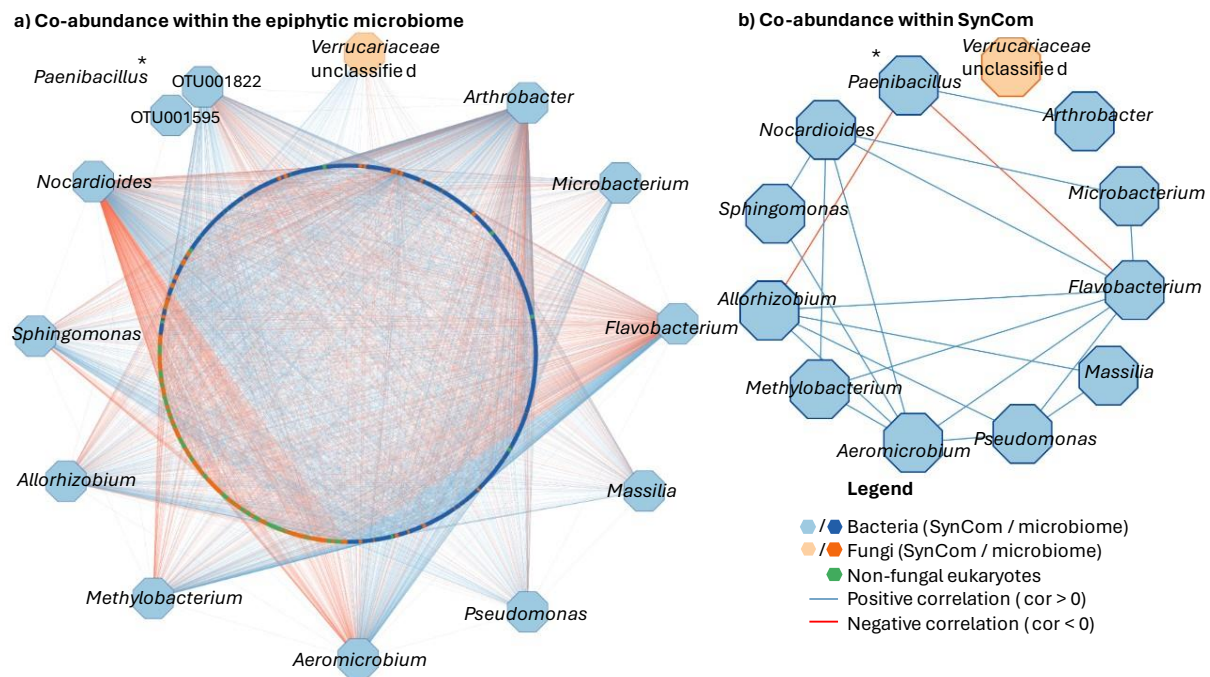 a) Co-abundance within the epiphytic microbiome
Verrucariaceae
unclassified
*
Paenibacillus
OTU001822
OTU001595
Arthrobacter
Nocardioides
Microbacterium
Sphingomonas
Flavobacterium
Allorhizobium
Massilia
Methylobacterium
Pseudomonas
Aeromicrobium
b) Co-abundance within SynCom
Verrucariaceae
unclassified
*
Paenibacillus
Arthrobacter
Nocardioides
Microbacterium
Sphingomonas
Flavobacterium
Allorhizobium
Massilia
Methylobacterium
Pseudomonas
Aeromicrobium
Legend
/ Bacteria (SynCom / microbiome)
/ Fungi (SynCom / microbiome)
Non-fungal eukaryotes
Positive correlation (cor > 0)
Negative correlation (cor < 0)